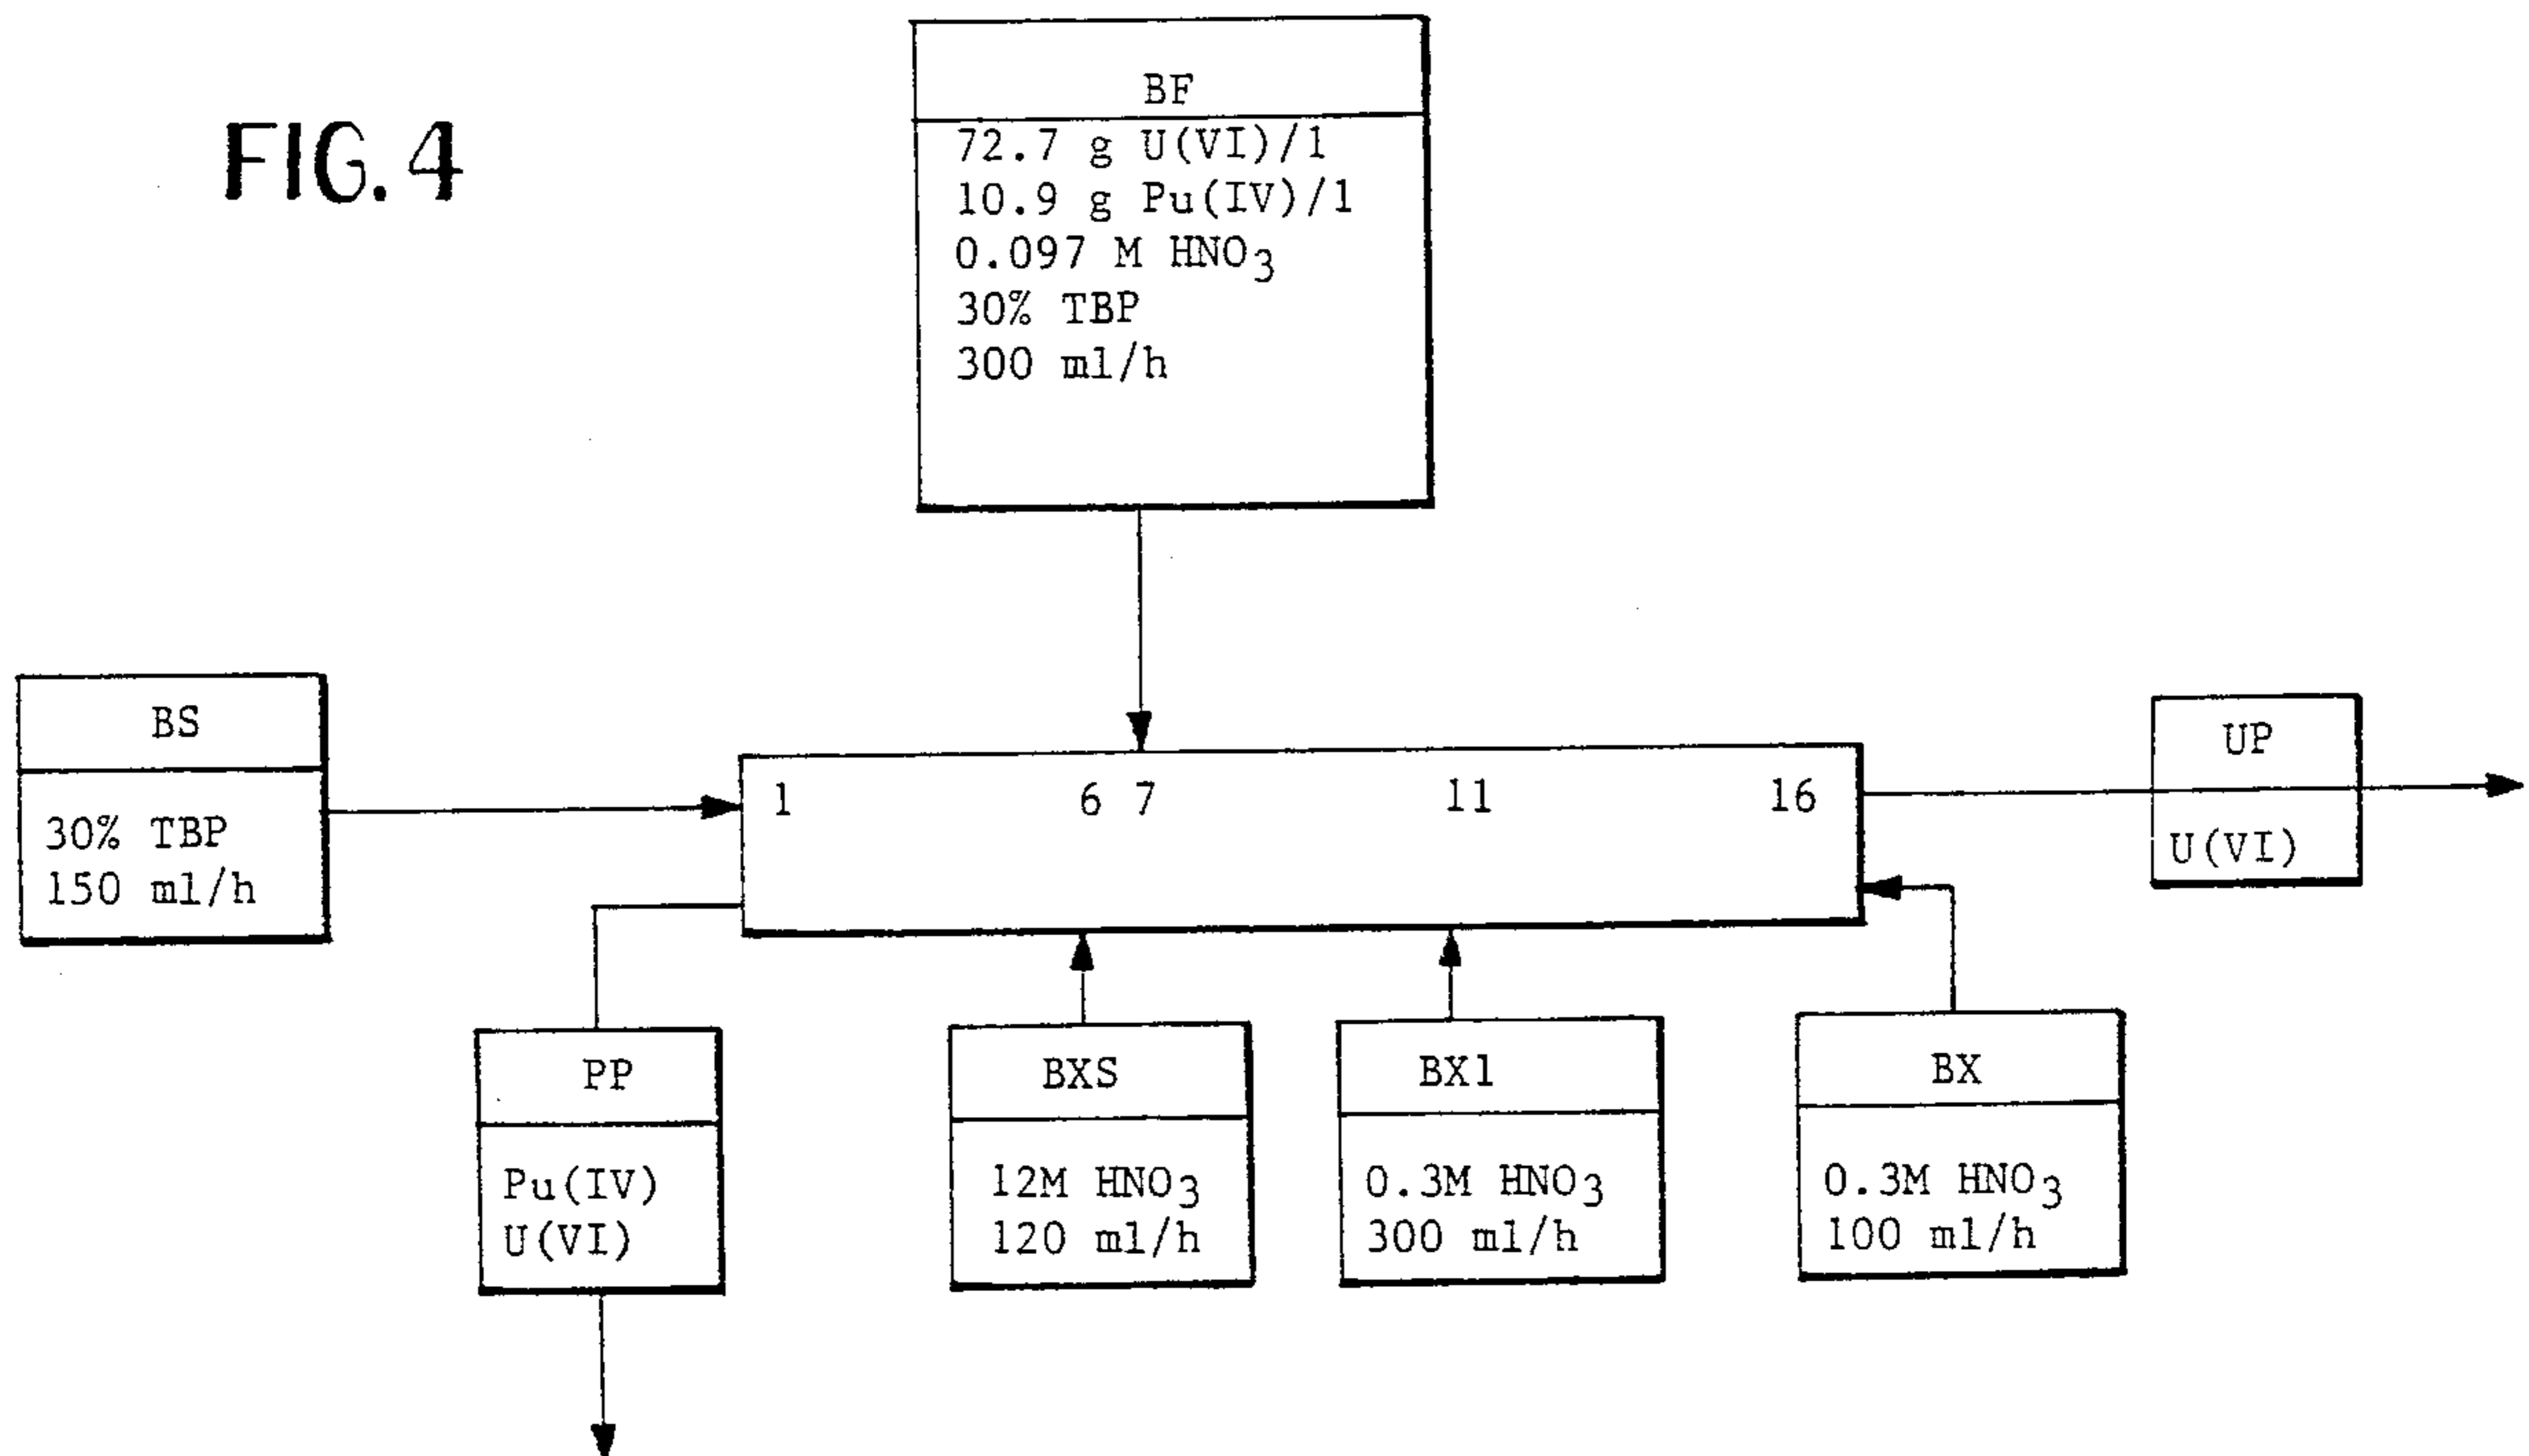 FIG. 4
BF
72.7 g U(VI)/l
10.9 g Pu(IV)/l
0.097 M HNO3
30% TBP
300 ml/h
BS
30% TBP
150 ml/h
1 6 7 11 16
UP
U(VI)
PP
Pu(IV)
U(VI)
BXS
12M HNO3
120 ml/h
BX1
0.3M HNO3
300 ml/h
BX
0.3M HNO3
100 ml/h